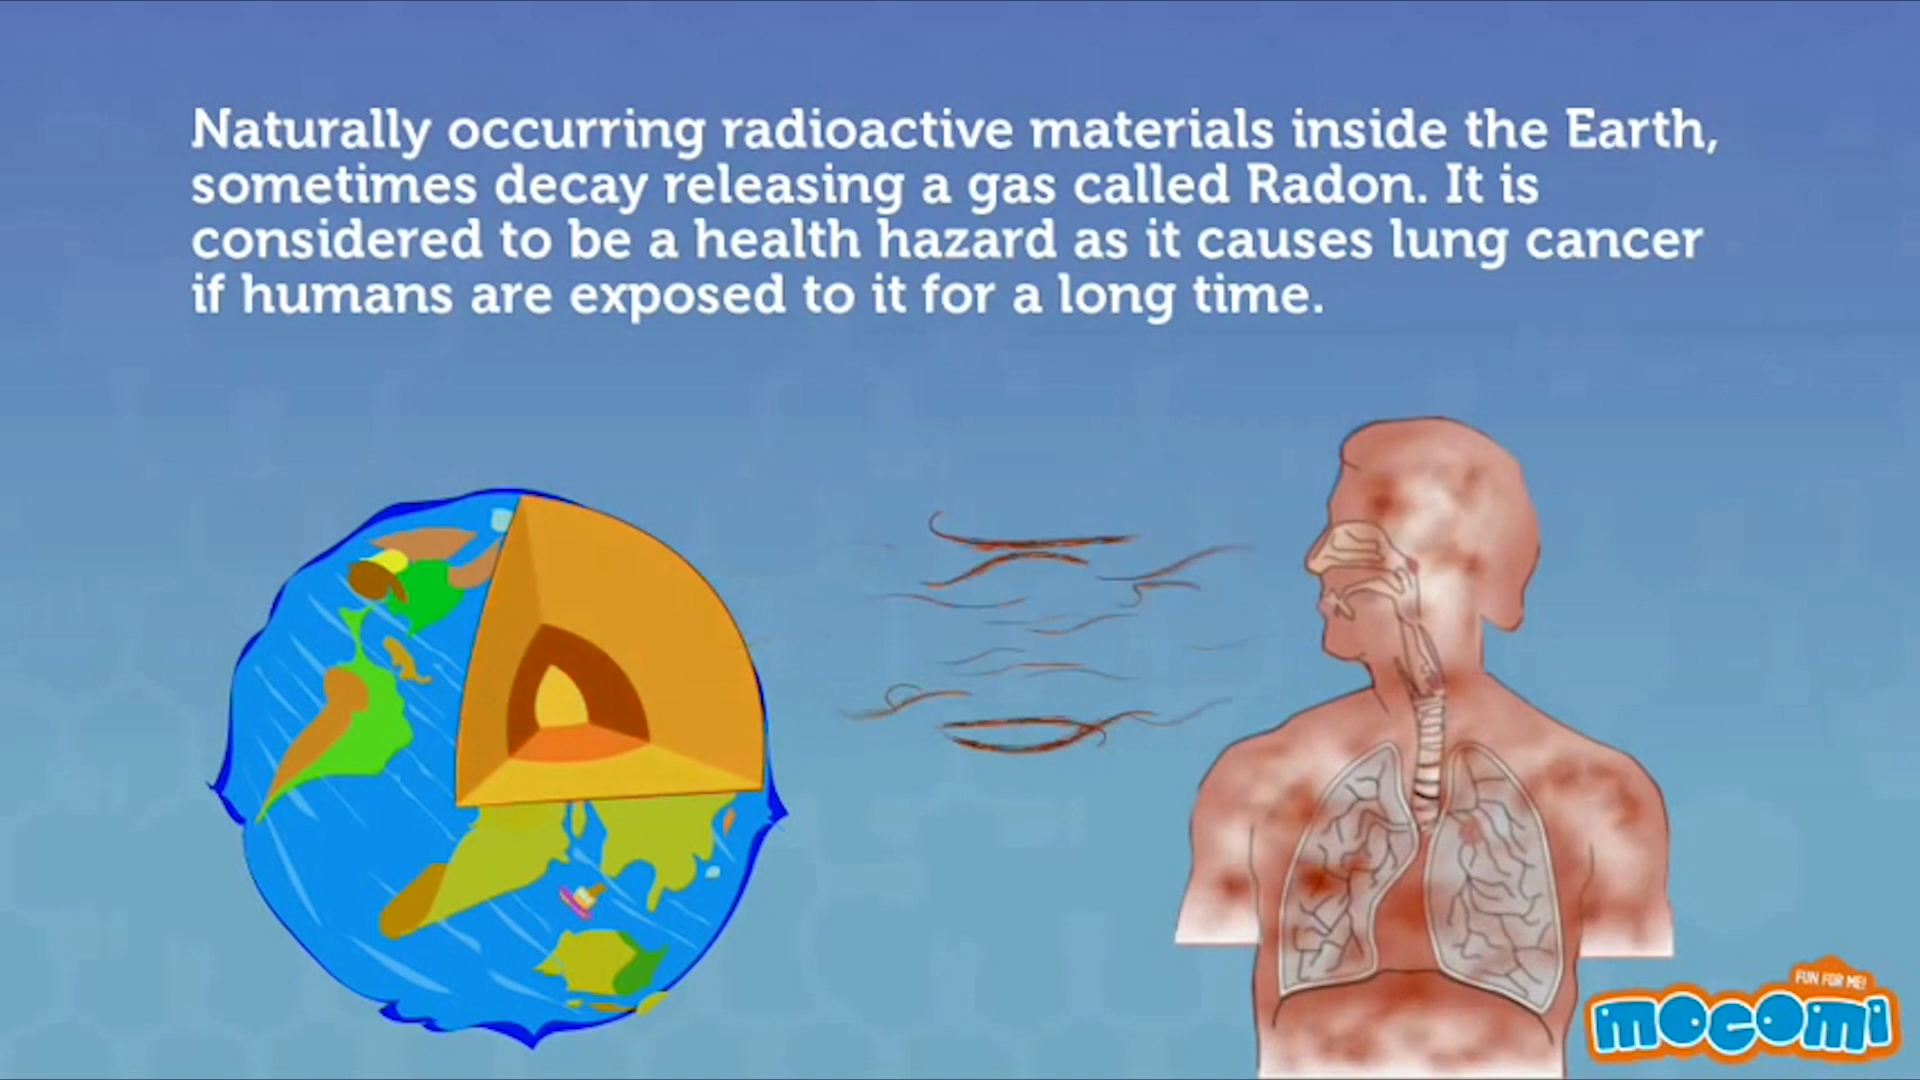 Naturally occurring radioactive materials inside the Earth,
sometimes decay releasing a gas called Radon. It is
considered to be a health hazard as it causes lung cancer
if humans are exposed to it for a long time.
FUN FOR ME!
mocomi